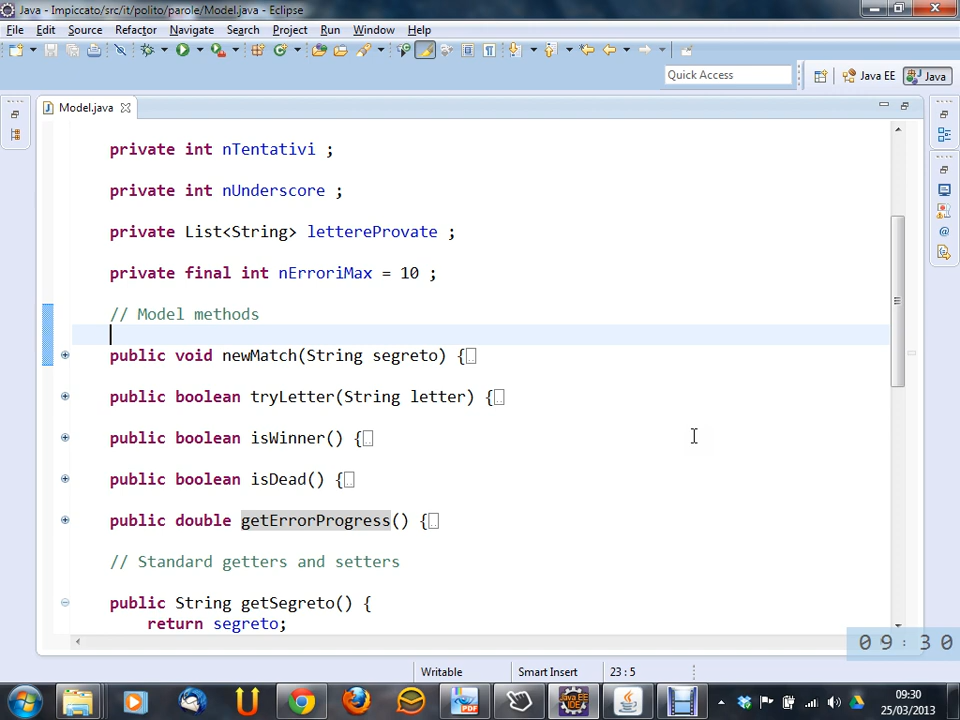 Java - Impiccato/src/it/polito/parole/Model.java - Eclipse
File Edit Source Refactor Navigate Search Project Run Window Help
Quick Access
Java EE
Java
Model.java
private int nTentativi ;
private int nUnderscore ;
private List<String> lettereProvate ;
private final int nErroriMax = 10 ;
// Model methods
public void newMatch(String segreto) {
public boolean tryLetter(String letter) {
public boolean isWinner() {
public boolean isDead() {
public double getErrorProgress() {
// Standard getters and setters
public String getSegreto() {
return segreto;
09:30
Writable
Smart Insert
23 : 5
PDF
Java EE
IDE
09:30
25/03/2013